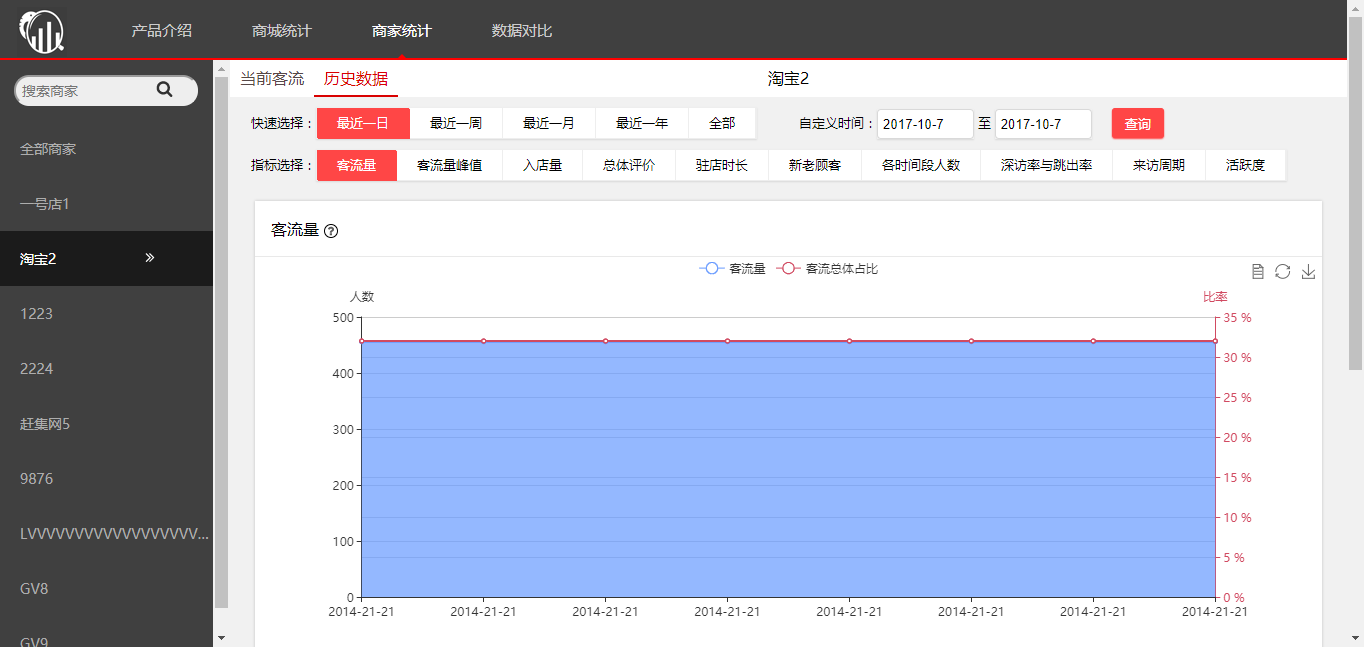 产品介绍 商城统计 商家统计 数据对比
搜索商家
全部商家
一号店1
淘宝2
1223
2224
赶集网5
9876
LVVVVVVVVVVVVVVVVVV...
GV8
GV9
当前客流 历史数据 淘宝2
快速选择： 最近一日 最近一周 最近一月 最近一年 全部 自定义时间： 2017-10-7 至 2017-10-7 查询
指标选择： 客流量 客流量峰值 入店量 总体评价 驻店时长 新老顾客 各时间段人数 深访率与跳出率 来访周期 活跃度
客流量 ?
客流量 客流总体占比
人数 比率
500 35 %
400 30 %
300 25 %
200 20 %
100 15 %
0 10 %
5 %
0 %
2014-21-21 2014-21-21 2014-21-21 2014-21-21 2014-21-21 2014-21-21 2014-21-21 2014-21-21